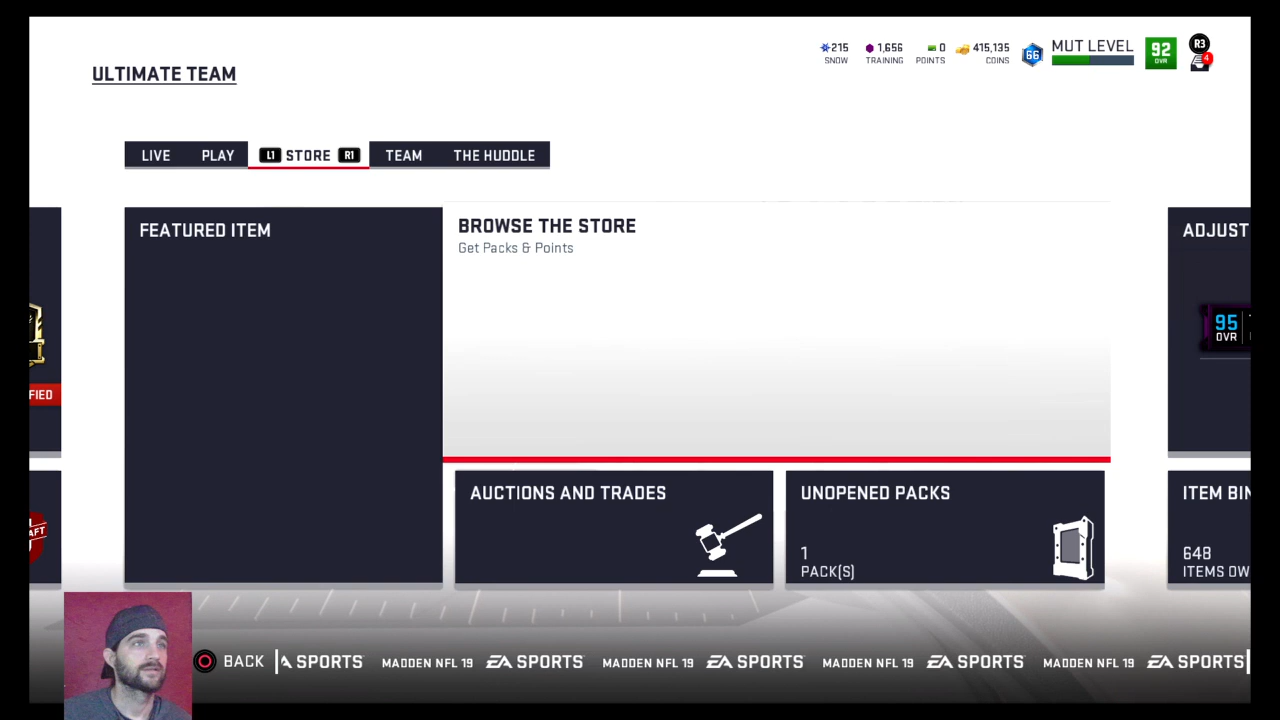 ULTIMATE TEAM
215
SNOW
1,656
TRAINING
0
POINTS
415,135
COINS
66
MUT LEVEL
92
OVR
R3
4
LIVE
PLAY
L1 STORE R1
TEAM
THE HUDDLE
FEATURED ITEM
BROWSE THE STORE
Get Packs & Points
ADJUST
95
OVR
FIED
AUCTIONS AND TRADES
UNOPENED PACKS
1
PACK(S)
ITEM BIN
648
ITEMS OW
AFT
BACK
A SPORTS MADDEN NFL 19 EA SPORTS MADDEN NFL 19 EA SPORTS MADDEN NFL 19 EA SPORTS MADDEN NFL 19 EA SPORTS